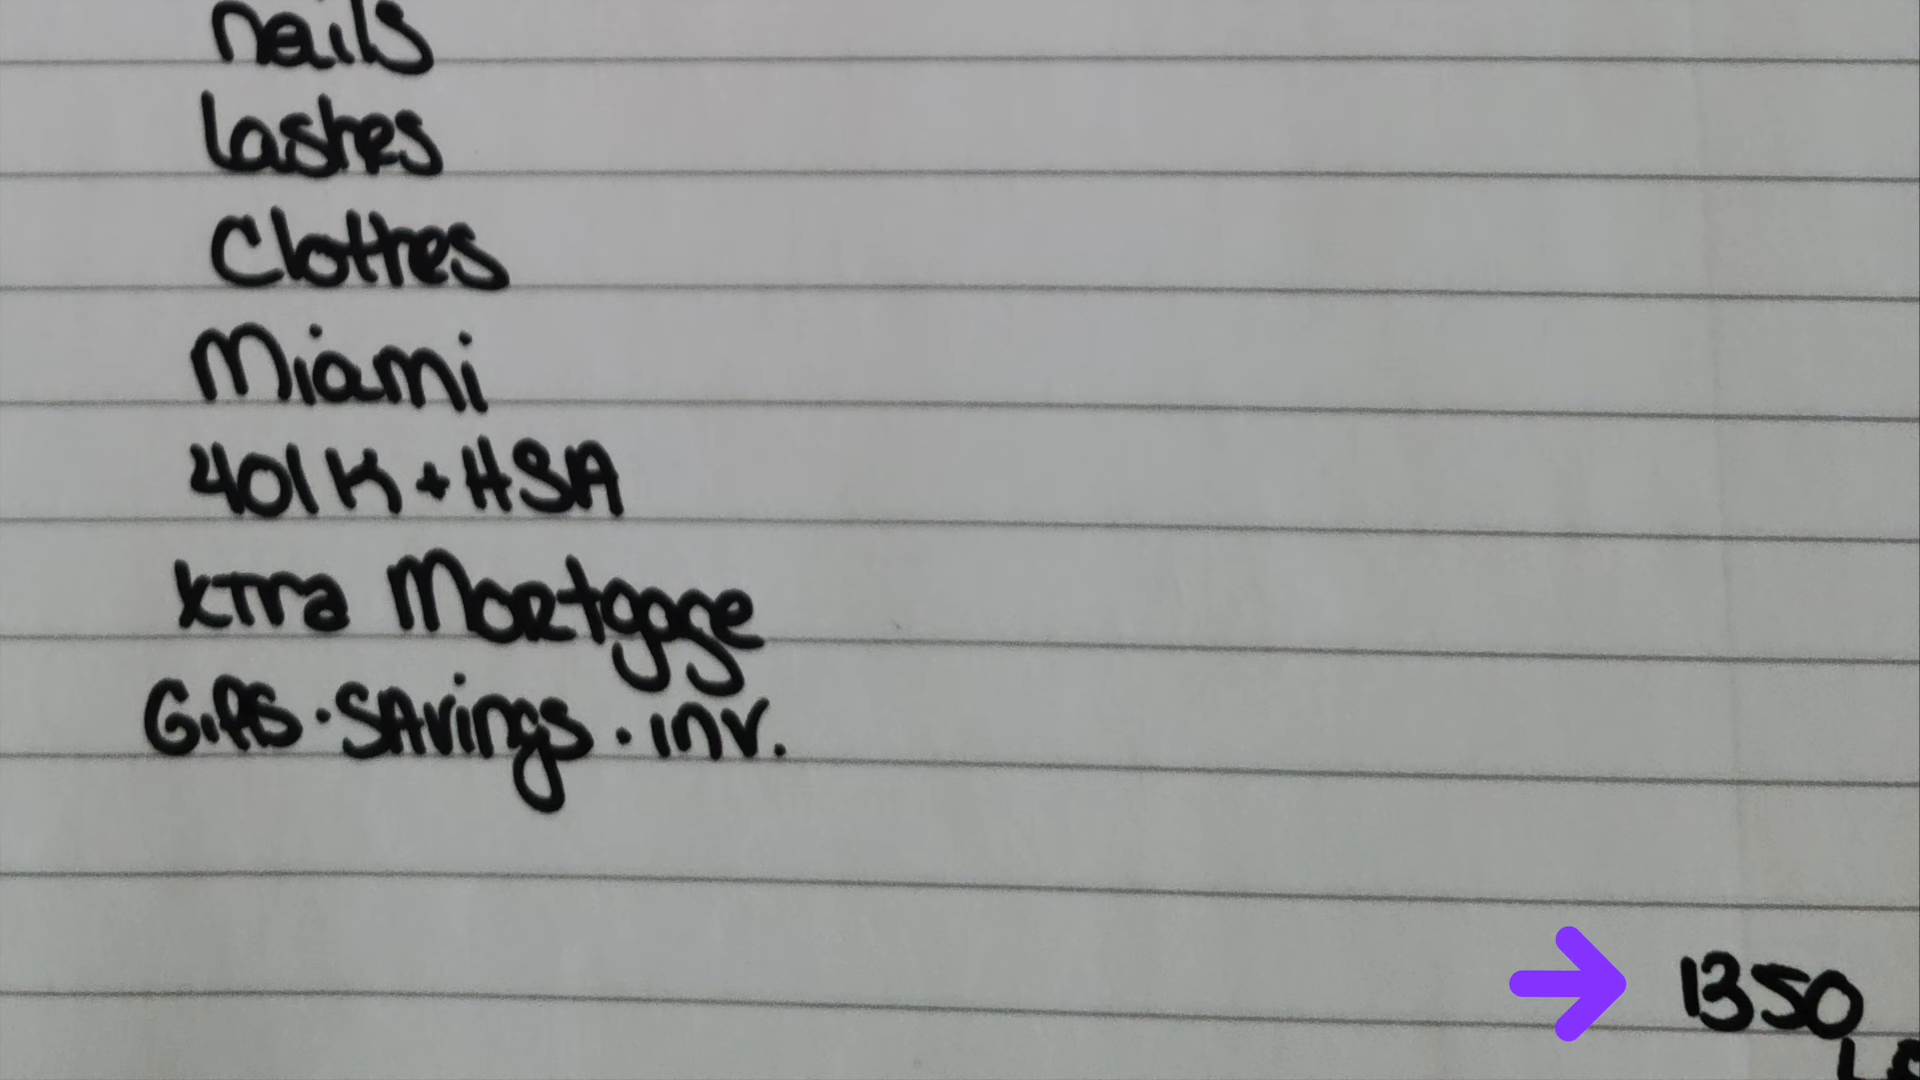 nails
Lashes
Clothes
Miami
401K + HSA
xTra Mortgage
Gifts · SAvings · inv.
1350